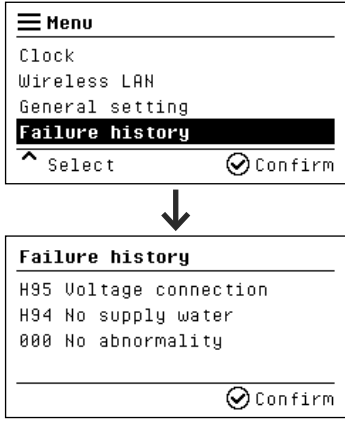 Menu
Clock
Wireless LAN
General setting
Failure history
Select Confirm
Failure history
H95 Voltage connection
H94 No supply water
000 No abnormality
Confirm